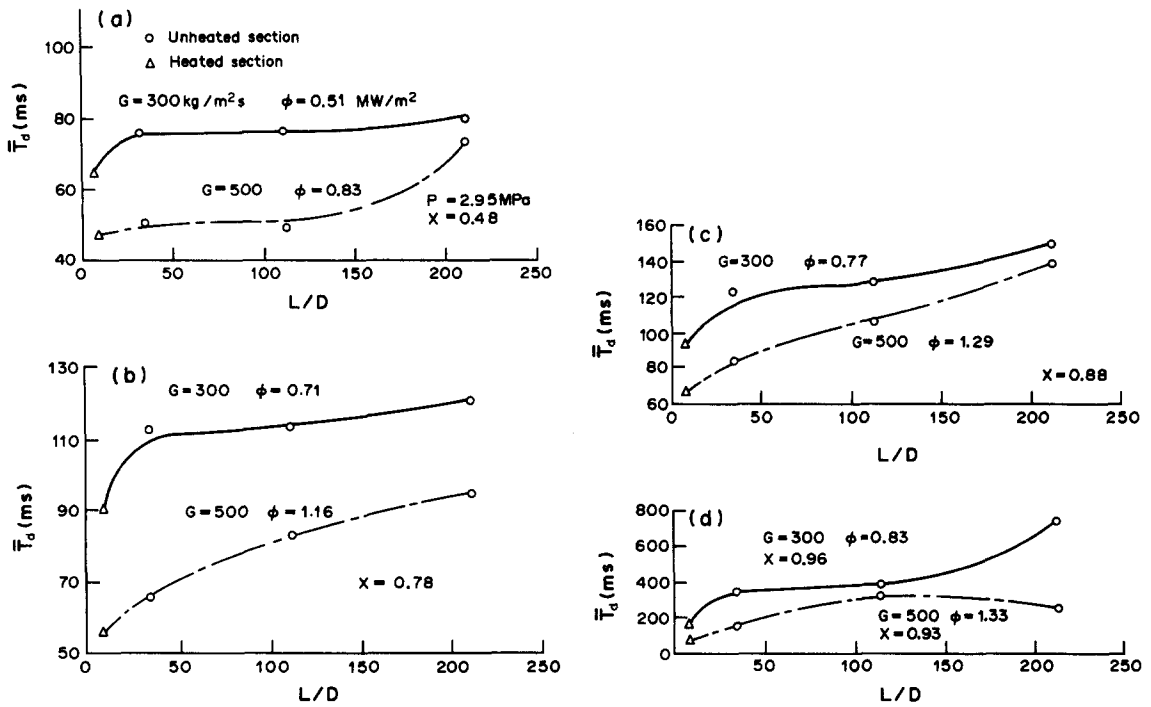 (a)
○ Unheated section
△ Heated section
G=300 kg/m²s φ=0.51 MW/m²
G=500 φ=0.83
P =2.95MPa
X =0.48
100
80
60
40
T̿d (ms)
0 50 100 150 200 250
L/D
(b)
G=300 φ=0.71
G=500 φ=1.16
X = 0.78
130
110
90
70
50
T̿d (ms)
0 50 100 150 200 250
L/D
(c)
G=300 φ=0.77
G=500 φ=1.29
X=0.88
160
140
120
100
80
60
T̿d (ms)
0 50 100 150 200 250
L/D
(d)
G=300 φ=0.83
X=0.96
G=500 φ=1.33
X=0.93
800
600
400
200
0
T̿d (ms)
50 100 150 200 250
L/D